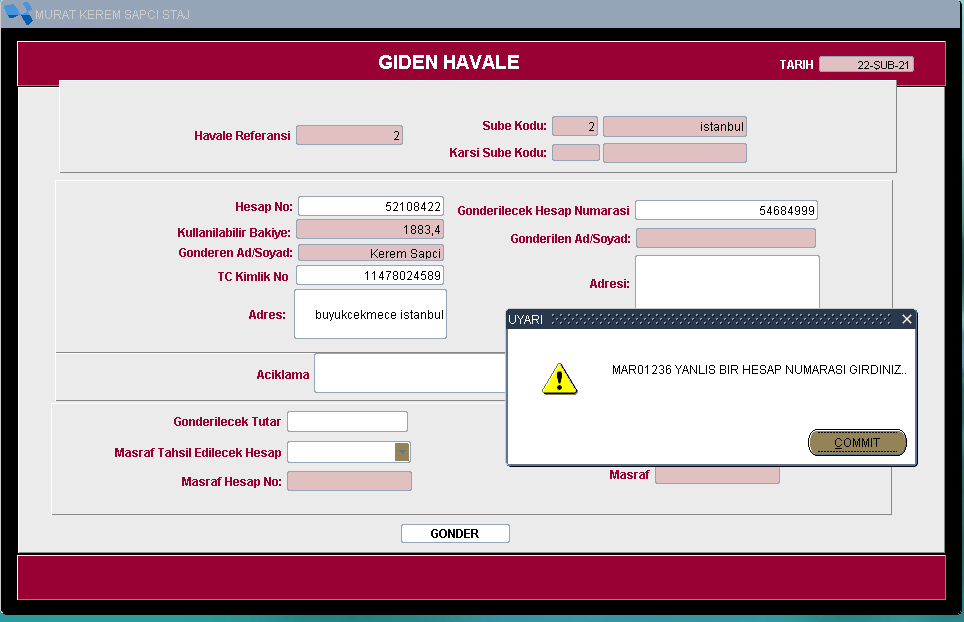 MURAT KEREM SAPCI STAJ
GIDEN HAVALE
TARIH 22-SUB-21
Havale Referansi 2
Sube Kodu: 2 istanbul
Karsi Sube Kodu:
Hesap No: 52108422
Gonderilecek Hesap Numarasi 54684999
Kullanilabilir Bakiye: 1883,4
Gonderilen Ad/Soyad:
Gonderen Ad/Soyad: Kerem Sapci
TC Kimlik No 11478024589
Adresi:
Adres: buyukcekmece istanbul
UYARI
MAR01236 YANLIS BIR HESAP NUMARASI GIRDINIZ..
COMMIT
Aciklama
Gonderilecek Tutar
Masraf Tahsil Edilecek Hesap
Masraf Hesap No:
Masraf
GONDER